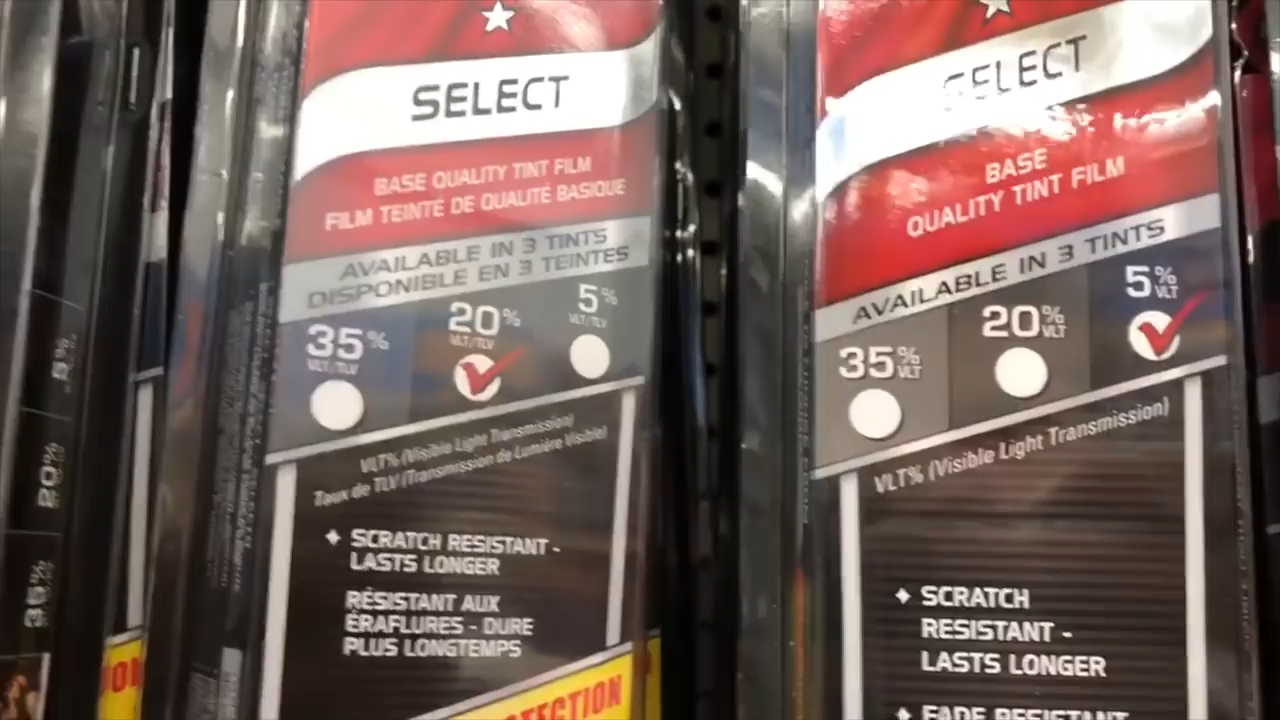 SELECT
BASE QUALITY TINT FILM
FILM TEINTÉ DE QUALITÉ BASIQUE
AVAILABLE IN 3 TINTS
DISPONIBLE EN 3 TEINTES
35%
VLT/TLV
20%
VLT/TLV
5%
VLT/TLV
VLT% (Visible Light Transmission)
Taux de TLV (Transmission de Lumière Visible)
SCRATCH RESISTANT -
LASTS LONGER
RÉSISTANT AUX
ÉRAFLURES - DURE
PLUS LONGTEMPS
SELECT
BASE
QUALITY TINT FILM
AVAILABLE IN 3 TINTS
35% VLT
20% VLT
5% VLT
VLT% (Visible Light Transmission)
SCRATCH
RESISTANT -
LASTS LONGER
FADE RESISTANT
5%
20%
35%